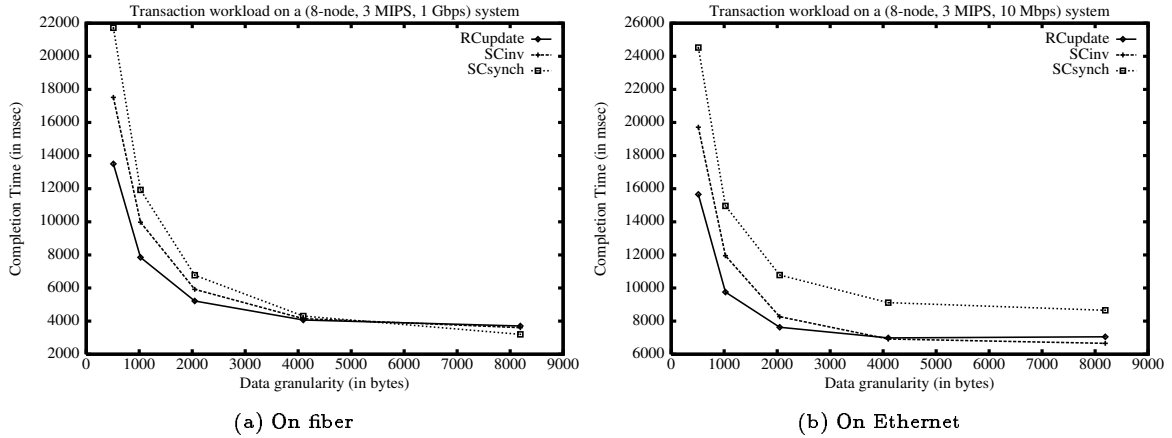 Transaction workload on a (8-node, 3 MIPS, 1 Gbps) system
22000
20000
18000
16000
14000
12000
10000
8000
6000
4000
2000
Completion Time (in msec)
RCupdate
SCinv
SCsynch
0 1000 2000 3000 4000 5000 6000 7000 8000 9000
Data granularity (in bytes)
(a) On fiber
Transaction workload on a (8-node, 3 MIPS, 10 Mbps) system
26000
24000
22000
20000
18000
16000
14000
12000
10000
8000
6000
Completion Time (in msec)
RCupdate
SCinv
SCsynch
0 1000 2000 3000 4000 5000 6000 7000 8000 9000
Data granularity (in bytes)
(b) On Ethernet